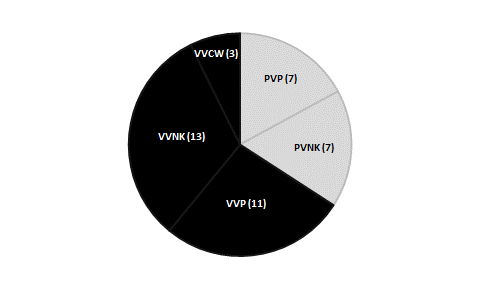 VVCW (3)
PVP (7)
VVNK (13)
PVNK (7)
VVP (11)